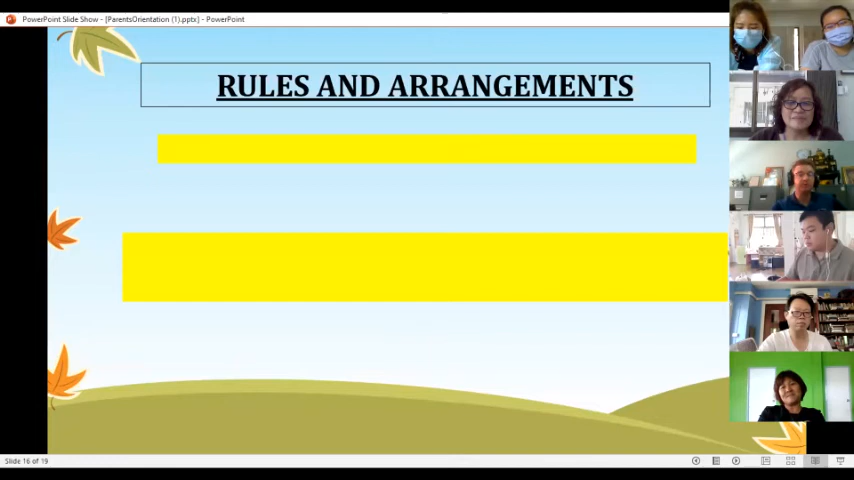 PowerPoint Slide Show - [ParentsOrientation (1).pptx] - PowerPoint
RULES AND ARRANGEMENTS
Slide 16 of 19